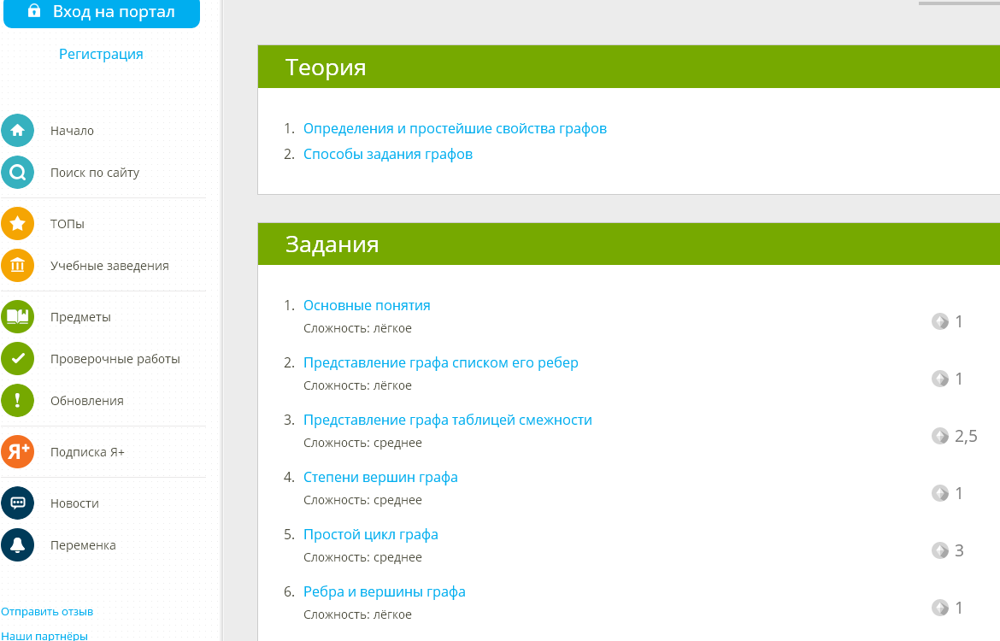 Вход на портал
Регистрация
Начало
Поиск по сайту
ТОПы
Учебные заведения
Предметы
Проверочные работы
Обновления
Я+
Подписка Я+
Новости
Переменка
Отправить отзыв
Наши партнёры
Теория
1. Определения и простейшие свойства графов
2. Способы задания графов
Задания
1. Основные понятия
Сложность: лёгкое
1
2. Представление графа списком его ребер
Сложность: лёгкое
1
3. Представление графа таблицей смежности
Сложность: среднее
2,5
4. Степени вершин графа
Сложность: среднее
1
5. Простой цикл графа
Сложность: среднее
3
6. Ребра и вершины графа
Сложность: лёгкое
1